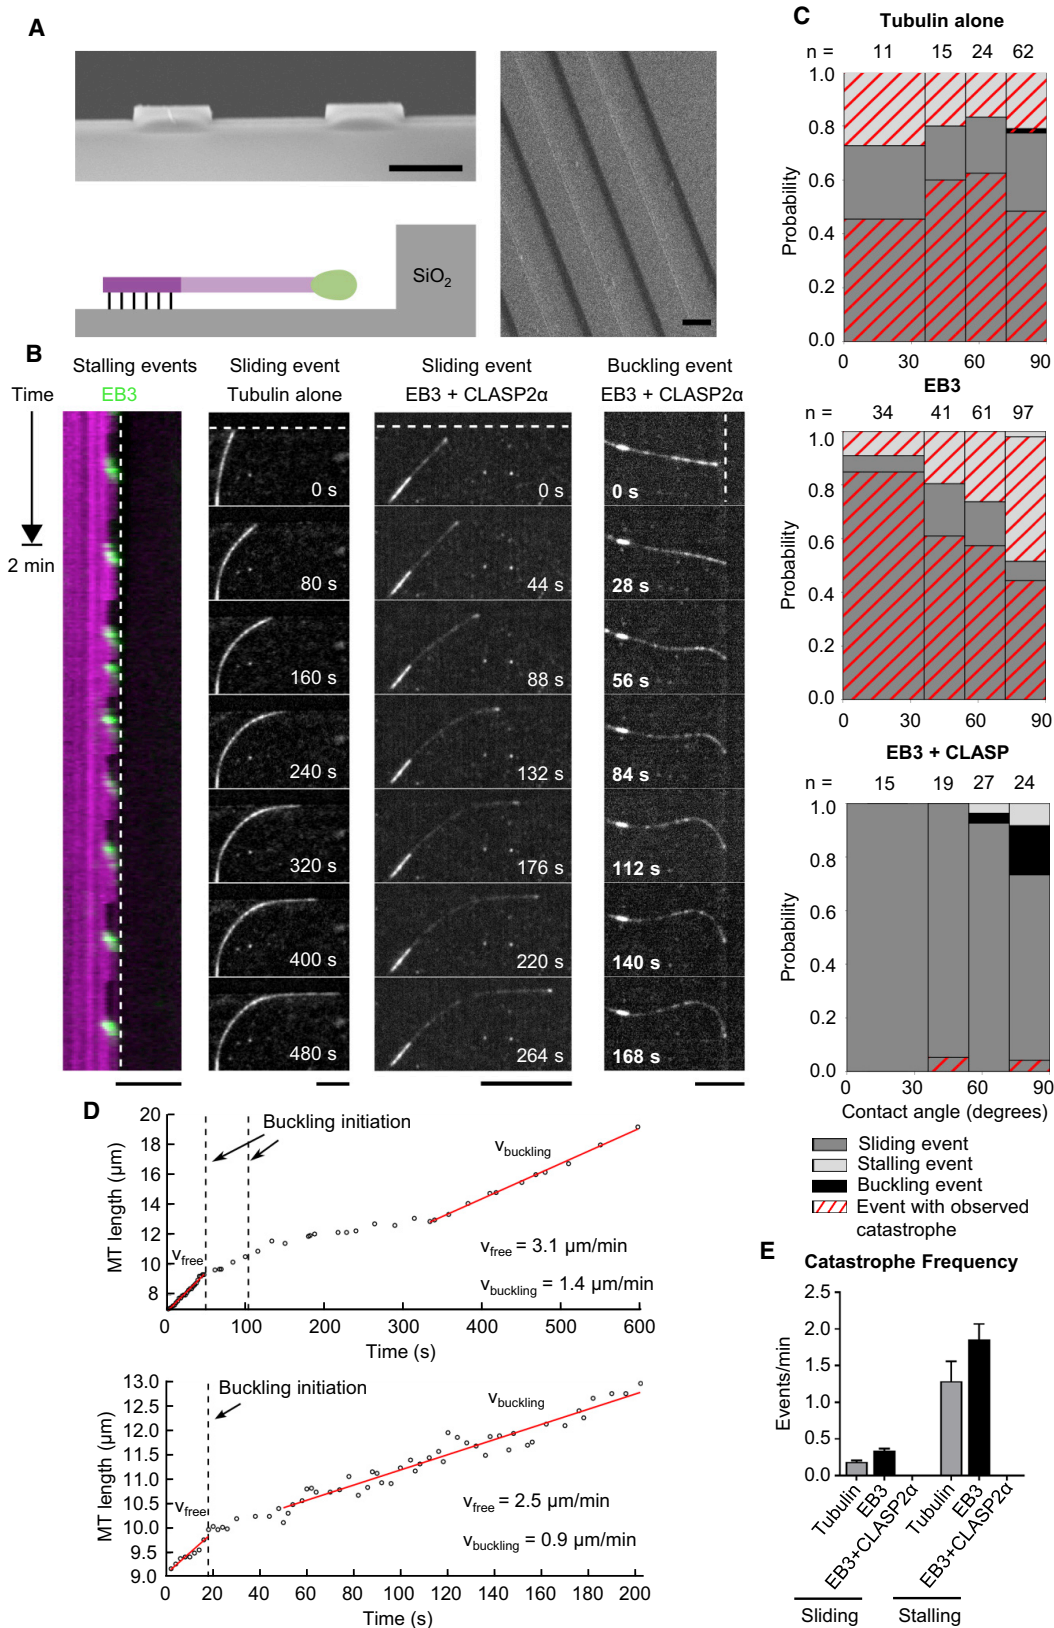 A
SiO2
B
Stalling events
EB3
Time
2 min
Sliding event
Tubulin alone
0 s
80 s
160 s
240 s
320 s
400 s
480 s
Sliding event
EB3 + CLASP2α
0 s
44 s
88 s
132 s
176 s
220 s
264 s
Buckling event
EB3 + CLASP2α
0 s
28 s
56 s
84 s
112 s
140 s
168 s
C
Tubulin alone
n = 11 15 24 62
Probability
1.0
0.8
0.6
0.4
0.2
0.0
0 30 60 90
EB3
n = 34 41 61 97
Probability
1.0
0.8
0.6
0.4
0.2
0.0
0 30 60 90
EB3 + CLASP
n = 15 19 27 24
Probability
1.0
0.8
0.6
0.4
0.2
0.0
0 30 60 90
Contact angle (degrees)
Sliding event
Stalling event
Buckling event
Event with observed
catastrophe
D
Buckling initiation
MT length (µm)
20
18
16
14
12
10
8
vfree
vbuckling
vfree = 3.1 µm/min
vbuckling = 1.4 µm/min
0 100 200 300 400 500 600
Time (s)
Buckling initiation
MT length (µm)
13.0
12.5
12.0
11.5
11.0
10.5
10.0
9.5
9.0
vfree
vbuckling
vfree = 2.5 µm/min
vbuckling = 0.9 µm/min
0 20 40 60 80 100 120 140 160 180 200
Time (s)
E
Catastrophe Frequency
Events/min
2.5
2.0
1.5
1.0
0.5
0.0
Tubulin
EB3
EB3+CLASP2α
Tubulin
EB3
EB3+CLASP2α
Sliding
Stalling